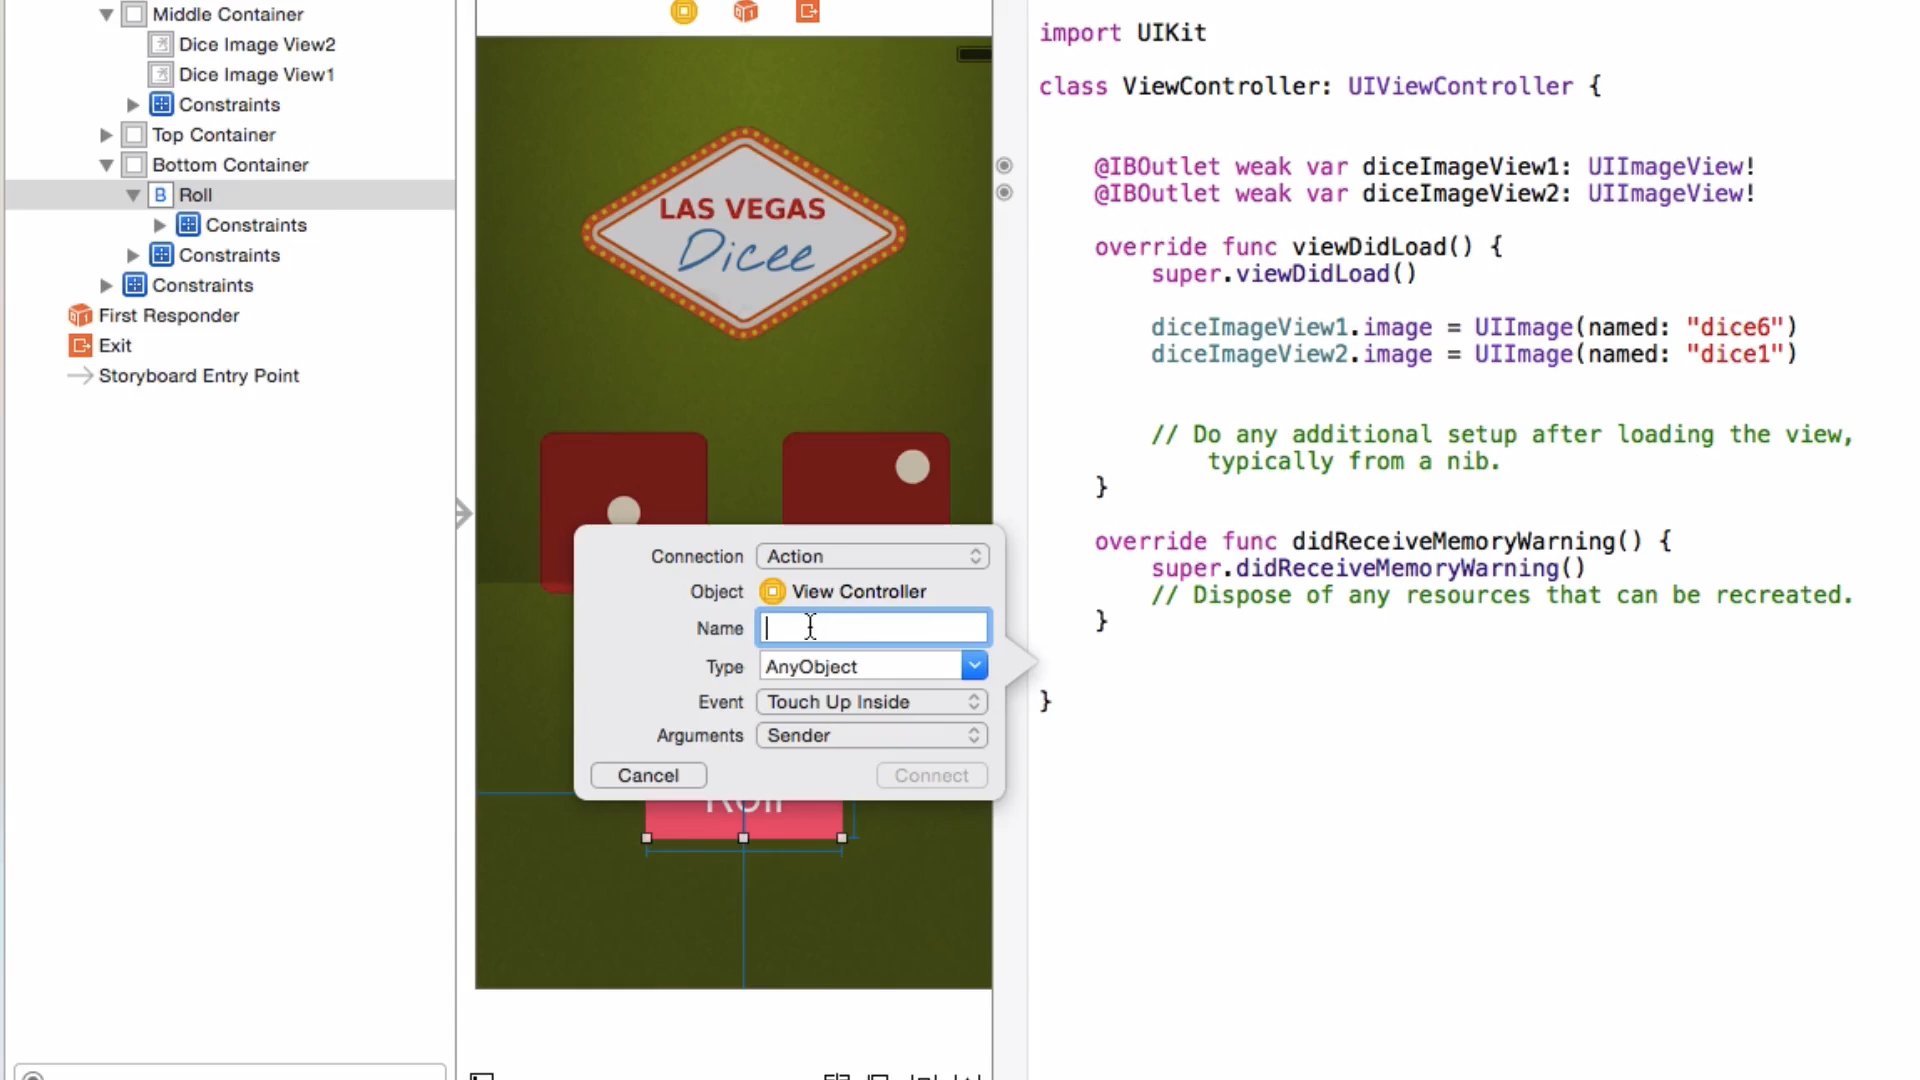 Middle Container
Dice Image View2
Dice Image View1
Constraints
Top Container
Bottom Container
B Roll
Constraints
Constraints
Constraints
First Responder
Exit
Storyboard Entry Point
LAS VEGAS
Dicee
Connection Action
Object View Controller
Name
Type AnyObject
Event Touch Up Inside
Arguments Sender
Cancel Connect
Roll
import UIKit
class ViewController: UIViewController {
@IBOutlet weak var diceImageView1: UIImageView!
@IBOutlet weak var diceImageView2: UIImageView!
override func viewDidLoad() {
super.viewDidLoad()
diceImageView1.image = UIImage(named: "dice6")
diceImageView2.image = UIImage(named: "dice1")
// Do any additional setup after loading the view,
typically from a nib.
}
override func didReceiveMemoryWarning() {
super.didReceiveMemoryWarning()
// Dispose of any resources that can be recreated.
}
}